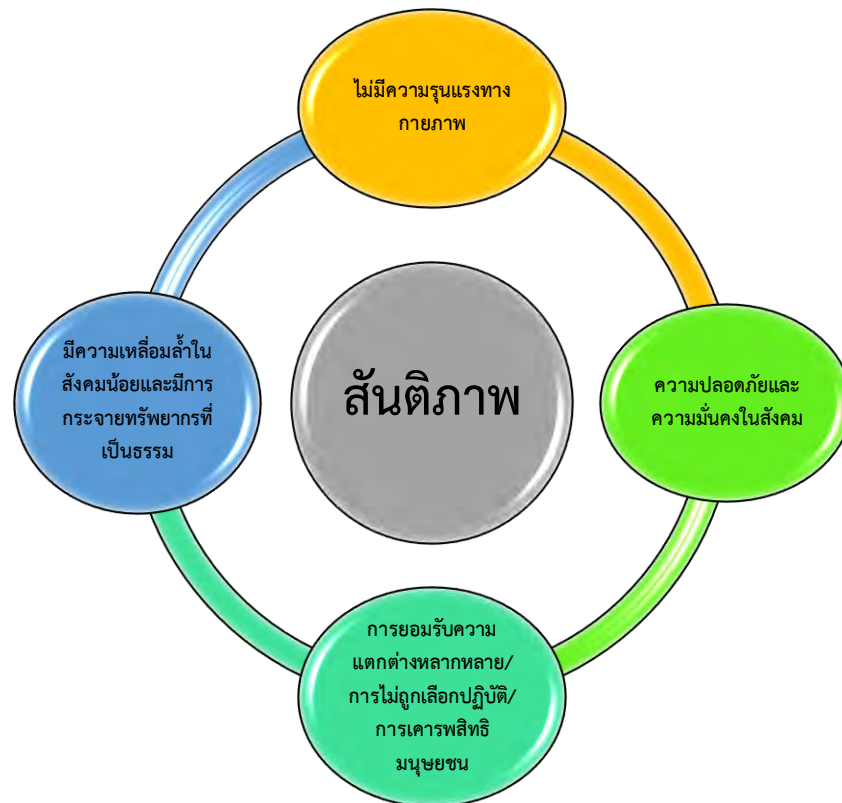 ไม่มีความรุนแรงทาง
กายภาพ
มีความเหลื่อมล้ำใน
สังคมน้อยและมีการ
กระจายทรัพยากรที่
เป็นธรรม
สันติภาพ
ความปลอดภัยและ
ความมั่นคงในสังคม
การยอมรับความ
แตกต่างหลากหลาย/
การไม่ถูกเลือกปฏิบัติ/
การเคารพสิทธิ
มนุษยชน